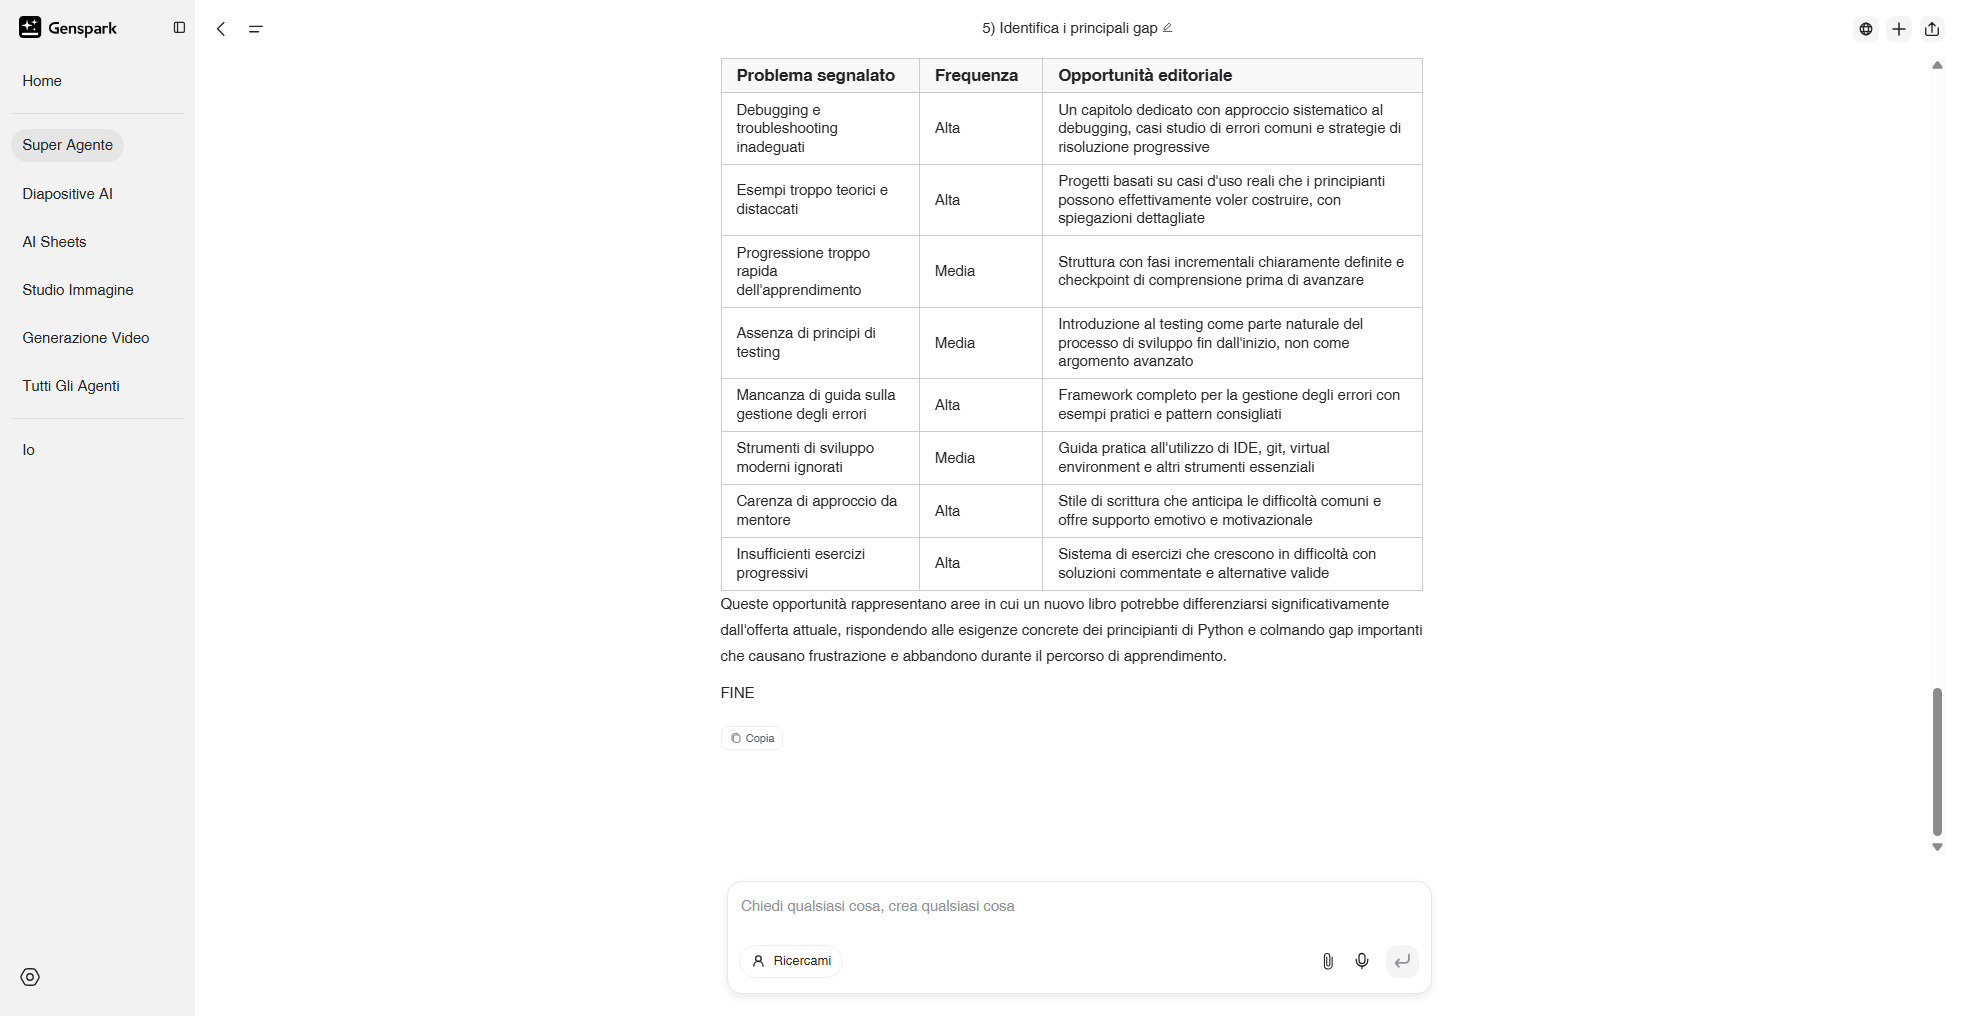 Genspark
Home
Super Agente
Diapositive AI
AI Sheets
Studio Immagine
Generazione Video
Tutti Gli Agenti
Io
5) Identifica i principali gap
Problema segnalato
Frequenza
Opportunità editoriale
Debugging e
troubleshooting
inadeguati
Alta
Un capitolo dedicato con approccio sistematico al
debugging, casi studio di errori comuni e strategie di
risoluzione progressive
Esempi troppo teorici e
distaccati
Alta
Progetti basati su casi d'uso reali che i principianti
possono effettivamente voler costruire, con
spiegazioni dettagliate
Progressione troppo
rapida
dell'apprendimento
Media
Struttura con fasi incrementali chiaramente definite e
checkpoint di comprensione prima di avanzare
Assenza di principi di
testing
Media
Introduzione al testing come parte naturale del
processo di sviluppo fin dall'inizio, non come
argomento avanzato
Mancanza di guida sulla
gestione degli errori
Alta
Framework completo per la gestione degli errori con
esempi pratici e pattern consigliati
Strumenti di sviluppo
moderni ignorati
Media
Guida pratica all'utilizzo di IDE, git, virtual
environment e altri strumenti essenziali
Carenza di approccio da
mentore
Alta
Stile di scrittura che anticipa le difficoltà comuni e
offre supporto emotivo e motivazionale
Insufficienti esercizi
progressivi
Alta
Sistema di esercizi che crescono in difficoltà con
soluzioni commentate e alternative valide
Queste opportunità rappresentano aree in cui un nuovo libro potrebbe differenziarsi significativamente
dall'offerta attuale, rispondendo alle esigenze concrete dei principianti di Python e colmando gap importanti
che causano frustrazione e abbandono durante il percorso di apprendimento.
FINE
Copia
Chiedi qualsiasi cosa, crea qualsiasi cosa
Ricercami